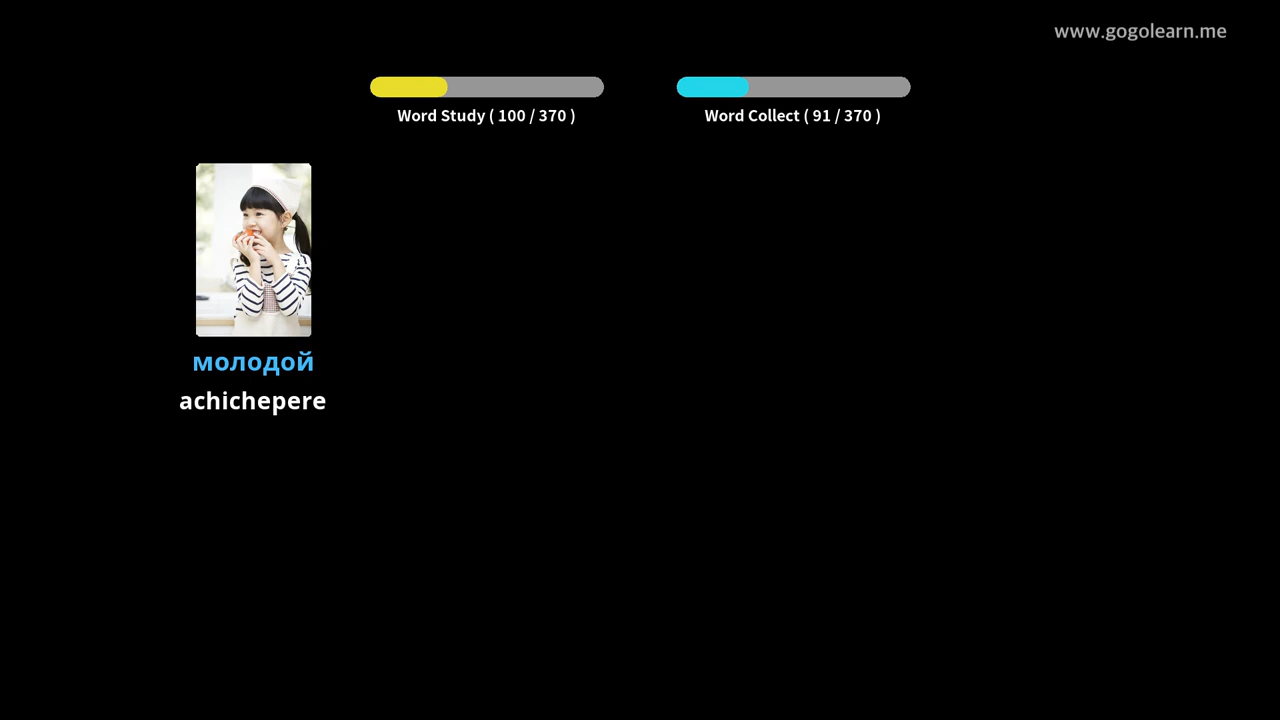 www.gogolearn.me
Word Study ( 100 / 370 )
Word Collect ( 91 / 370 )
молодой
achichepere